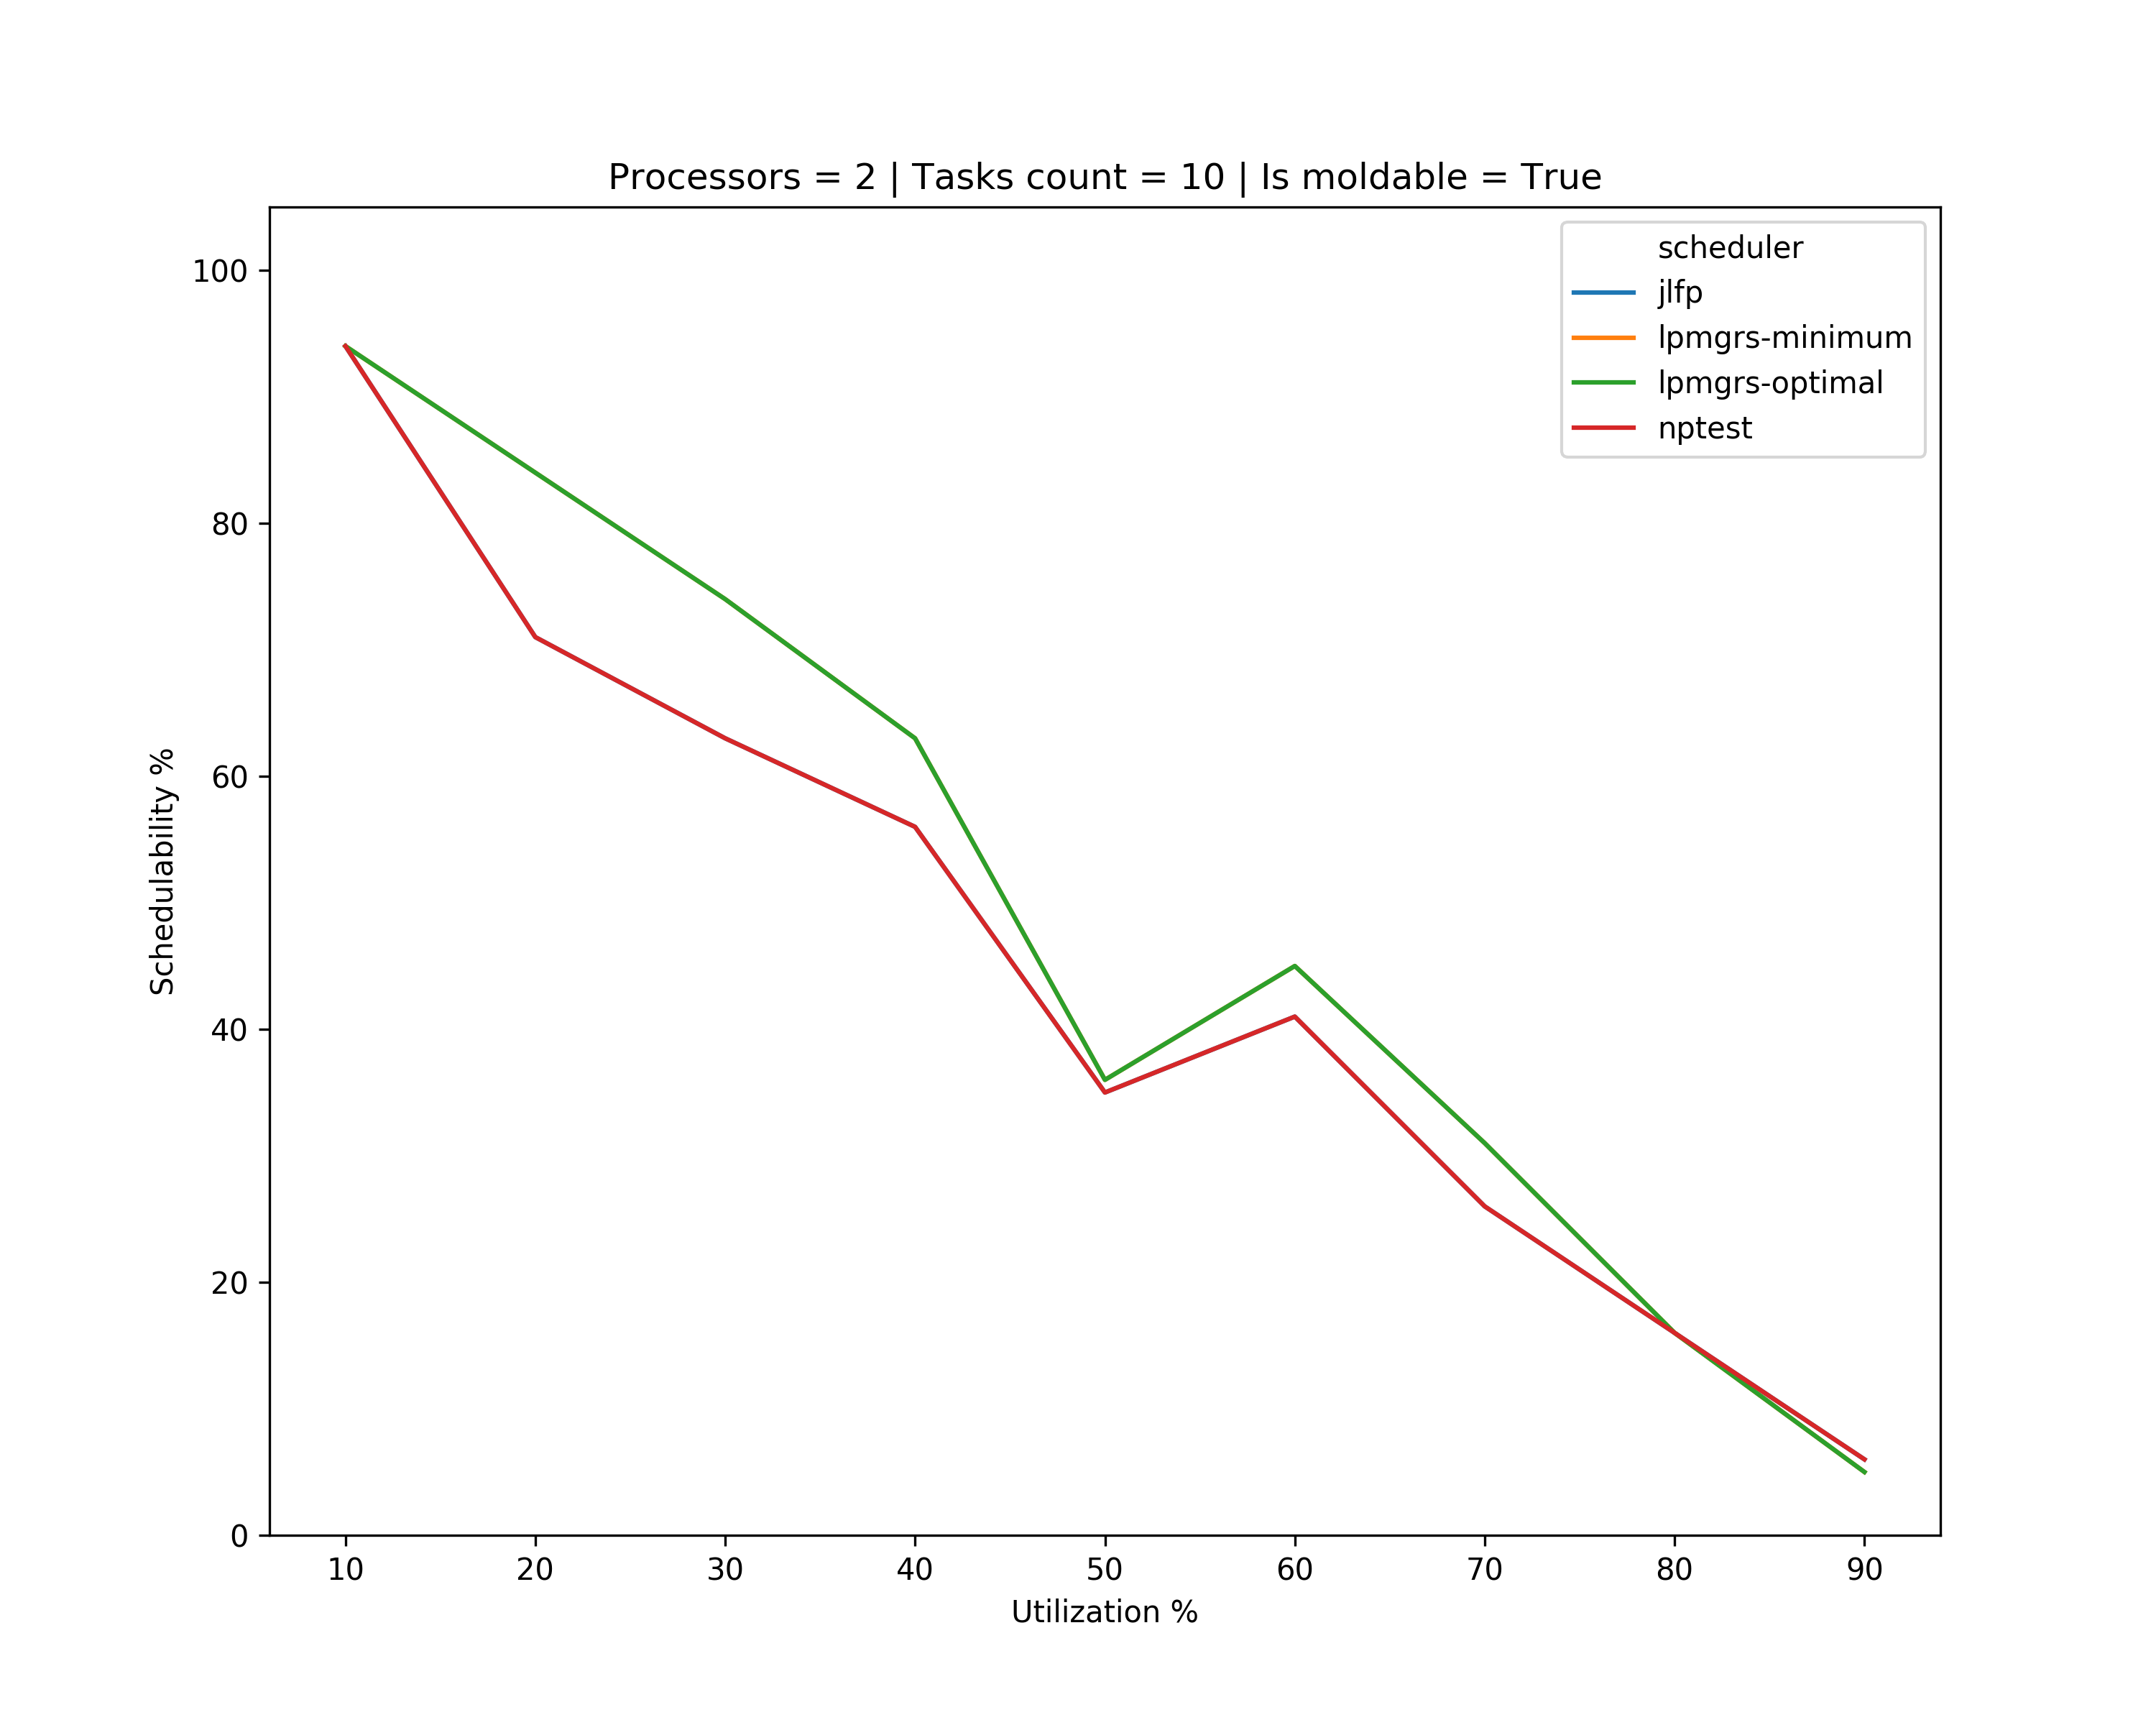 Processors = 2 | Tasks count = 10 | Is moldable = True
scheduler
jlfp
lpmgrs-minimum
lpmgrs-optimal
nptest
Schedulability %
100
80
60
40
20
0
10 20 30 40 50 60 70 80 90
Utilization %